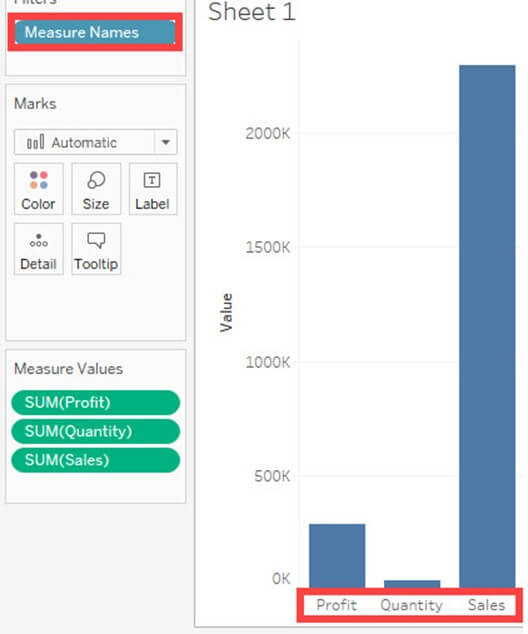 Filters
Measure Names
Marks
Automatic
Color
Size
Label
Detail
Tooltip
Measure Values
SUM(Profit)
SUM(Quantity)
SUM(Sales)
Sheet 1
Value
2000K
1500K
1000K
500K
0K
Profit
Quantity
Sales